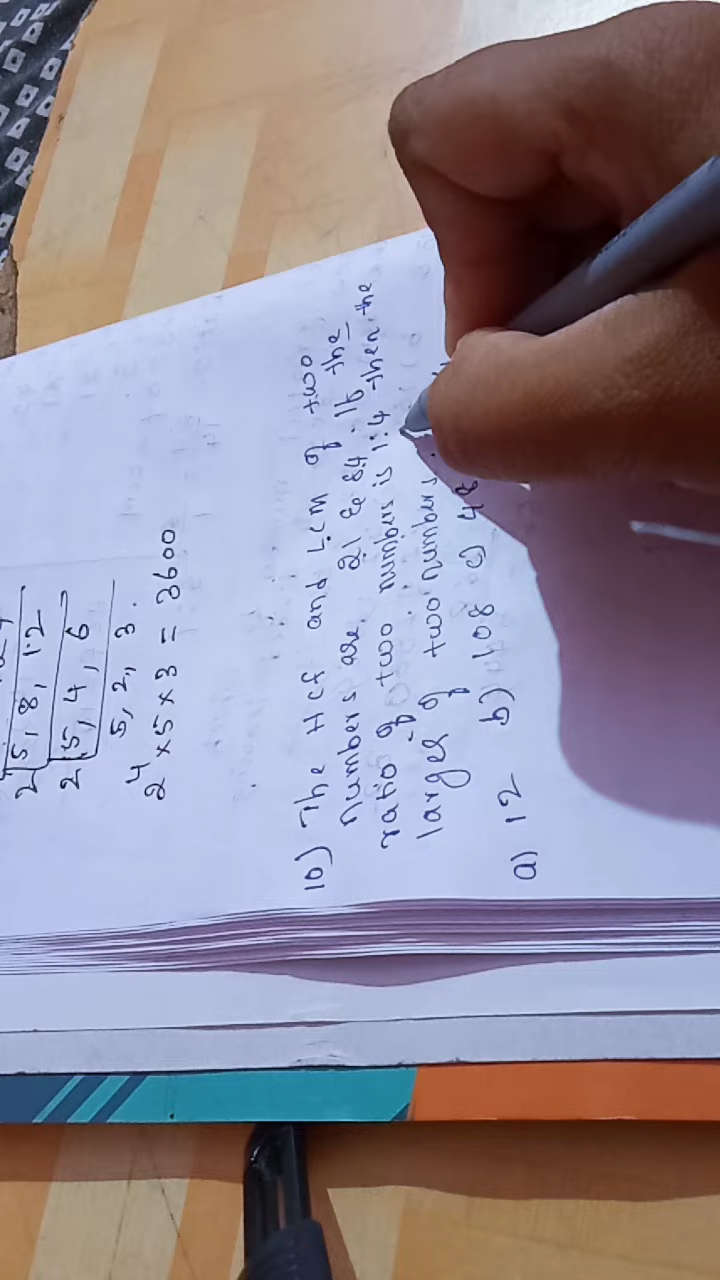 2 5, 8, 12
2 5, 4, 6
5, 2, 3.
2⁴ × 5 × 3 = 3600
10) The Hcf and L.c.M of two
numbers are 21 & 84. If the
ratio of two numbers is 1:4 then the
larger of two numbers.
a) 12 b) 108 c) 48